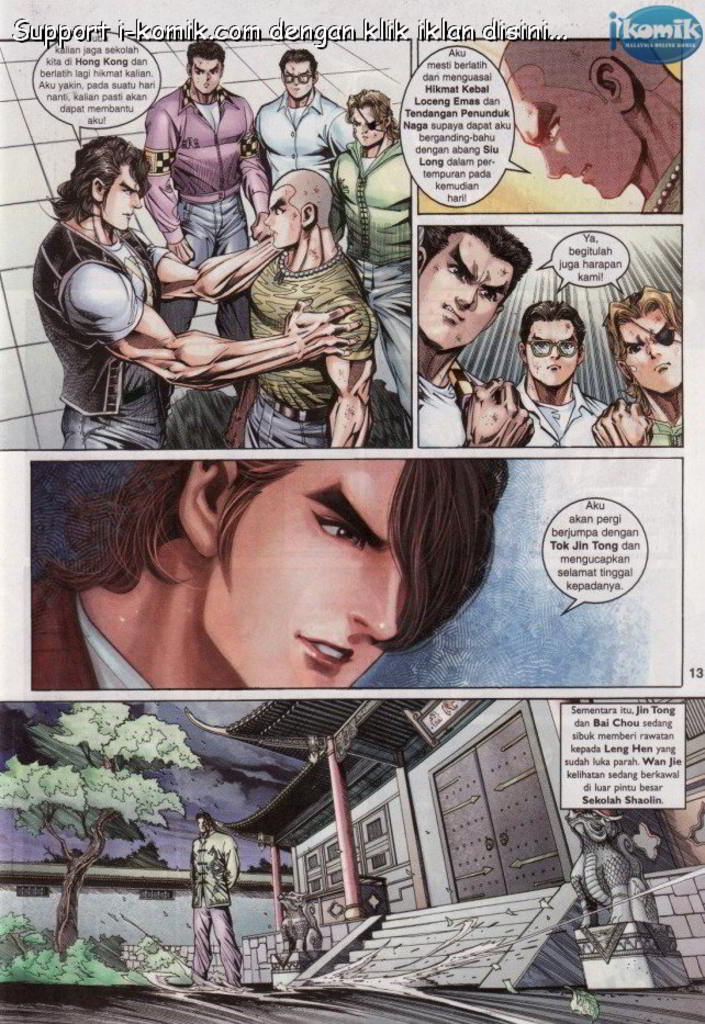 Support i-komik.com dengan klik iklan disini...
ikomik
MALAYSIA ONLINE KOMIK
kalian jaga sekolah
kita di Hong Kong dan
berlatih lagi hikmat kalian.
Aku yakin, pada suatu hari
nanti, kalian pasti akan
dapat membantu
aku!
Aku
mesti berlatih
dan menguasai
Hikmat Kebal
Loceng Emas dan
Tendangan Penunduk
Naga supaya dapat aku
berganding-bahu
dengan abang Siu
Long dalam per-
tempuran pada
kemudian
hari!
Ya,
begitulah
juga harapan
kami!
Aku
akan pergi
berjumpa dengan
Tok Jin Tong dan
mengucapkan
selamat tinggal
kepadanya.
13
Sementara itu, Jin Tong
dan Bai Chou sedang
sibuk memberi rawatan
kepada Leng Hen yang
sudah luka parah. Wan Jie
kelihatan sedang berkawal
di luar pintu besar
Sekolah Shaolin.